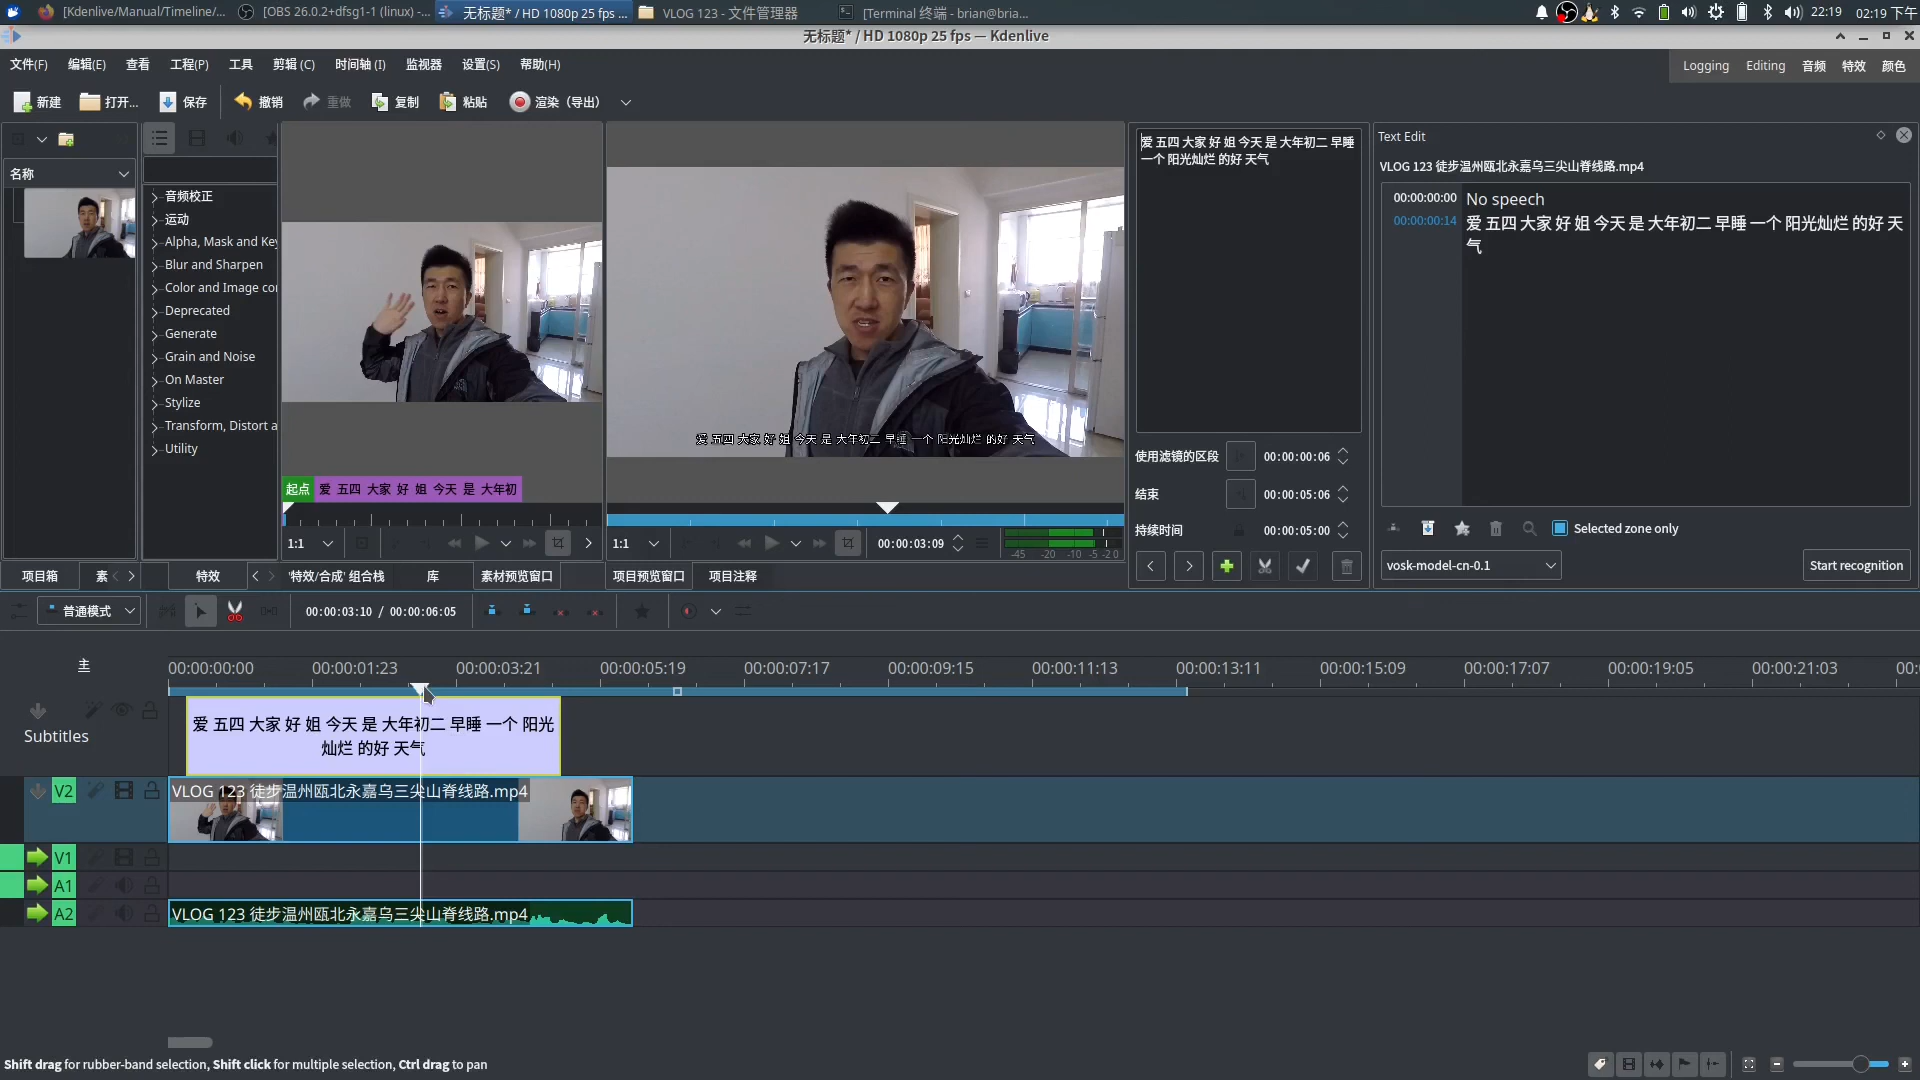 [Kdenlive/Manual/Timeline/...
[OBS 26.0.2+dfsg1-1 (linux) -...
无标题* / HD 1080p 25 fps ...
VLOG 123 - 文件管理器
[Terminal 终端 - brian@bria...
22:19
02:19 下午
无标题* / HD 1080p 25 fps — Kdenlive
文件(F)
编辑(E)
查看
工程(P)
工具
剪辑 (C)
时间轴 (I)
监视器
设置(S)
帮助(H)
Logging
Editing
音频
特效
颜色
新建
打开...
保存
撤销
重做
复制
粘贴
渲染（导出）
名称
音频校正
运动
Alpha, Mask and Key
Blur and Sharpen
Color and Image co
Deprecated
Generate
Grain and Noise
On Master
Stylize
Transform, Distort a
Utility
起点
爱 五四 大家 好 姐 今天 是 大年初
1:1
爱 五四 大家 好 姐 今天 是 大年初二 早睡 一个 阳光灿烂 的好 天气
1:1
00:00:03:09
-45 -20 -10 -5 -2 0
爱 五四 大家 好 姐 今天 是 大年初二 早睡
一个 阳光灿烂 的好 天气
使用滤镜的区段
00:00:00:06
结束
00:00:05:06
持续时间
00:00:05:00
Text Edit
VLOG 123 徒步温州瓯北永嘉乌三尖山脊线路.mp4
00:00:00:00 No speech
00:00:00:14 爱 五四 大家 好 姐 今天 是 大年初二 早睡 一个 阳光灿烂 的好 天
气
Selected zone only
vosk-model-cn-0.1
Start recognition
项目箱
素
特效
'特效/合成' 组合栈
库
素材预览窗口
项目预览窗口
项目注释
普通模式
00:00:03:10 / 00:00:06:05
主
00:00:00:00
00:00:01:23
00:00:03:21
00:00:05:19
00:00:07:17
00:00:09:15
00:00:11:13
00:00:13:11
00:00:15:09
00:00:17:07
00:00:19:05
00:00:21:03
00:
Subtitles
爱 五四 大家 好 姐 今天 是 大年初二 早睡 一个 阳光
灿烂 的好 天气
V2
VLOG 123 徒步温州瓯北永嘉乌三尖山脊线路.mp4
V1
A1
A2
VLOG 123 徒步温州瓯北永嘉乌三尖山脊线路.mp4
Shift drag for rubber-band selection, Shift click for multiple selection, Ctrl drag to pan